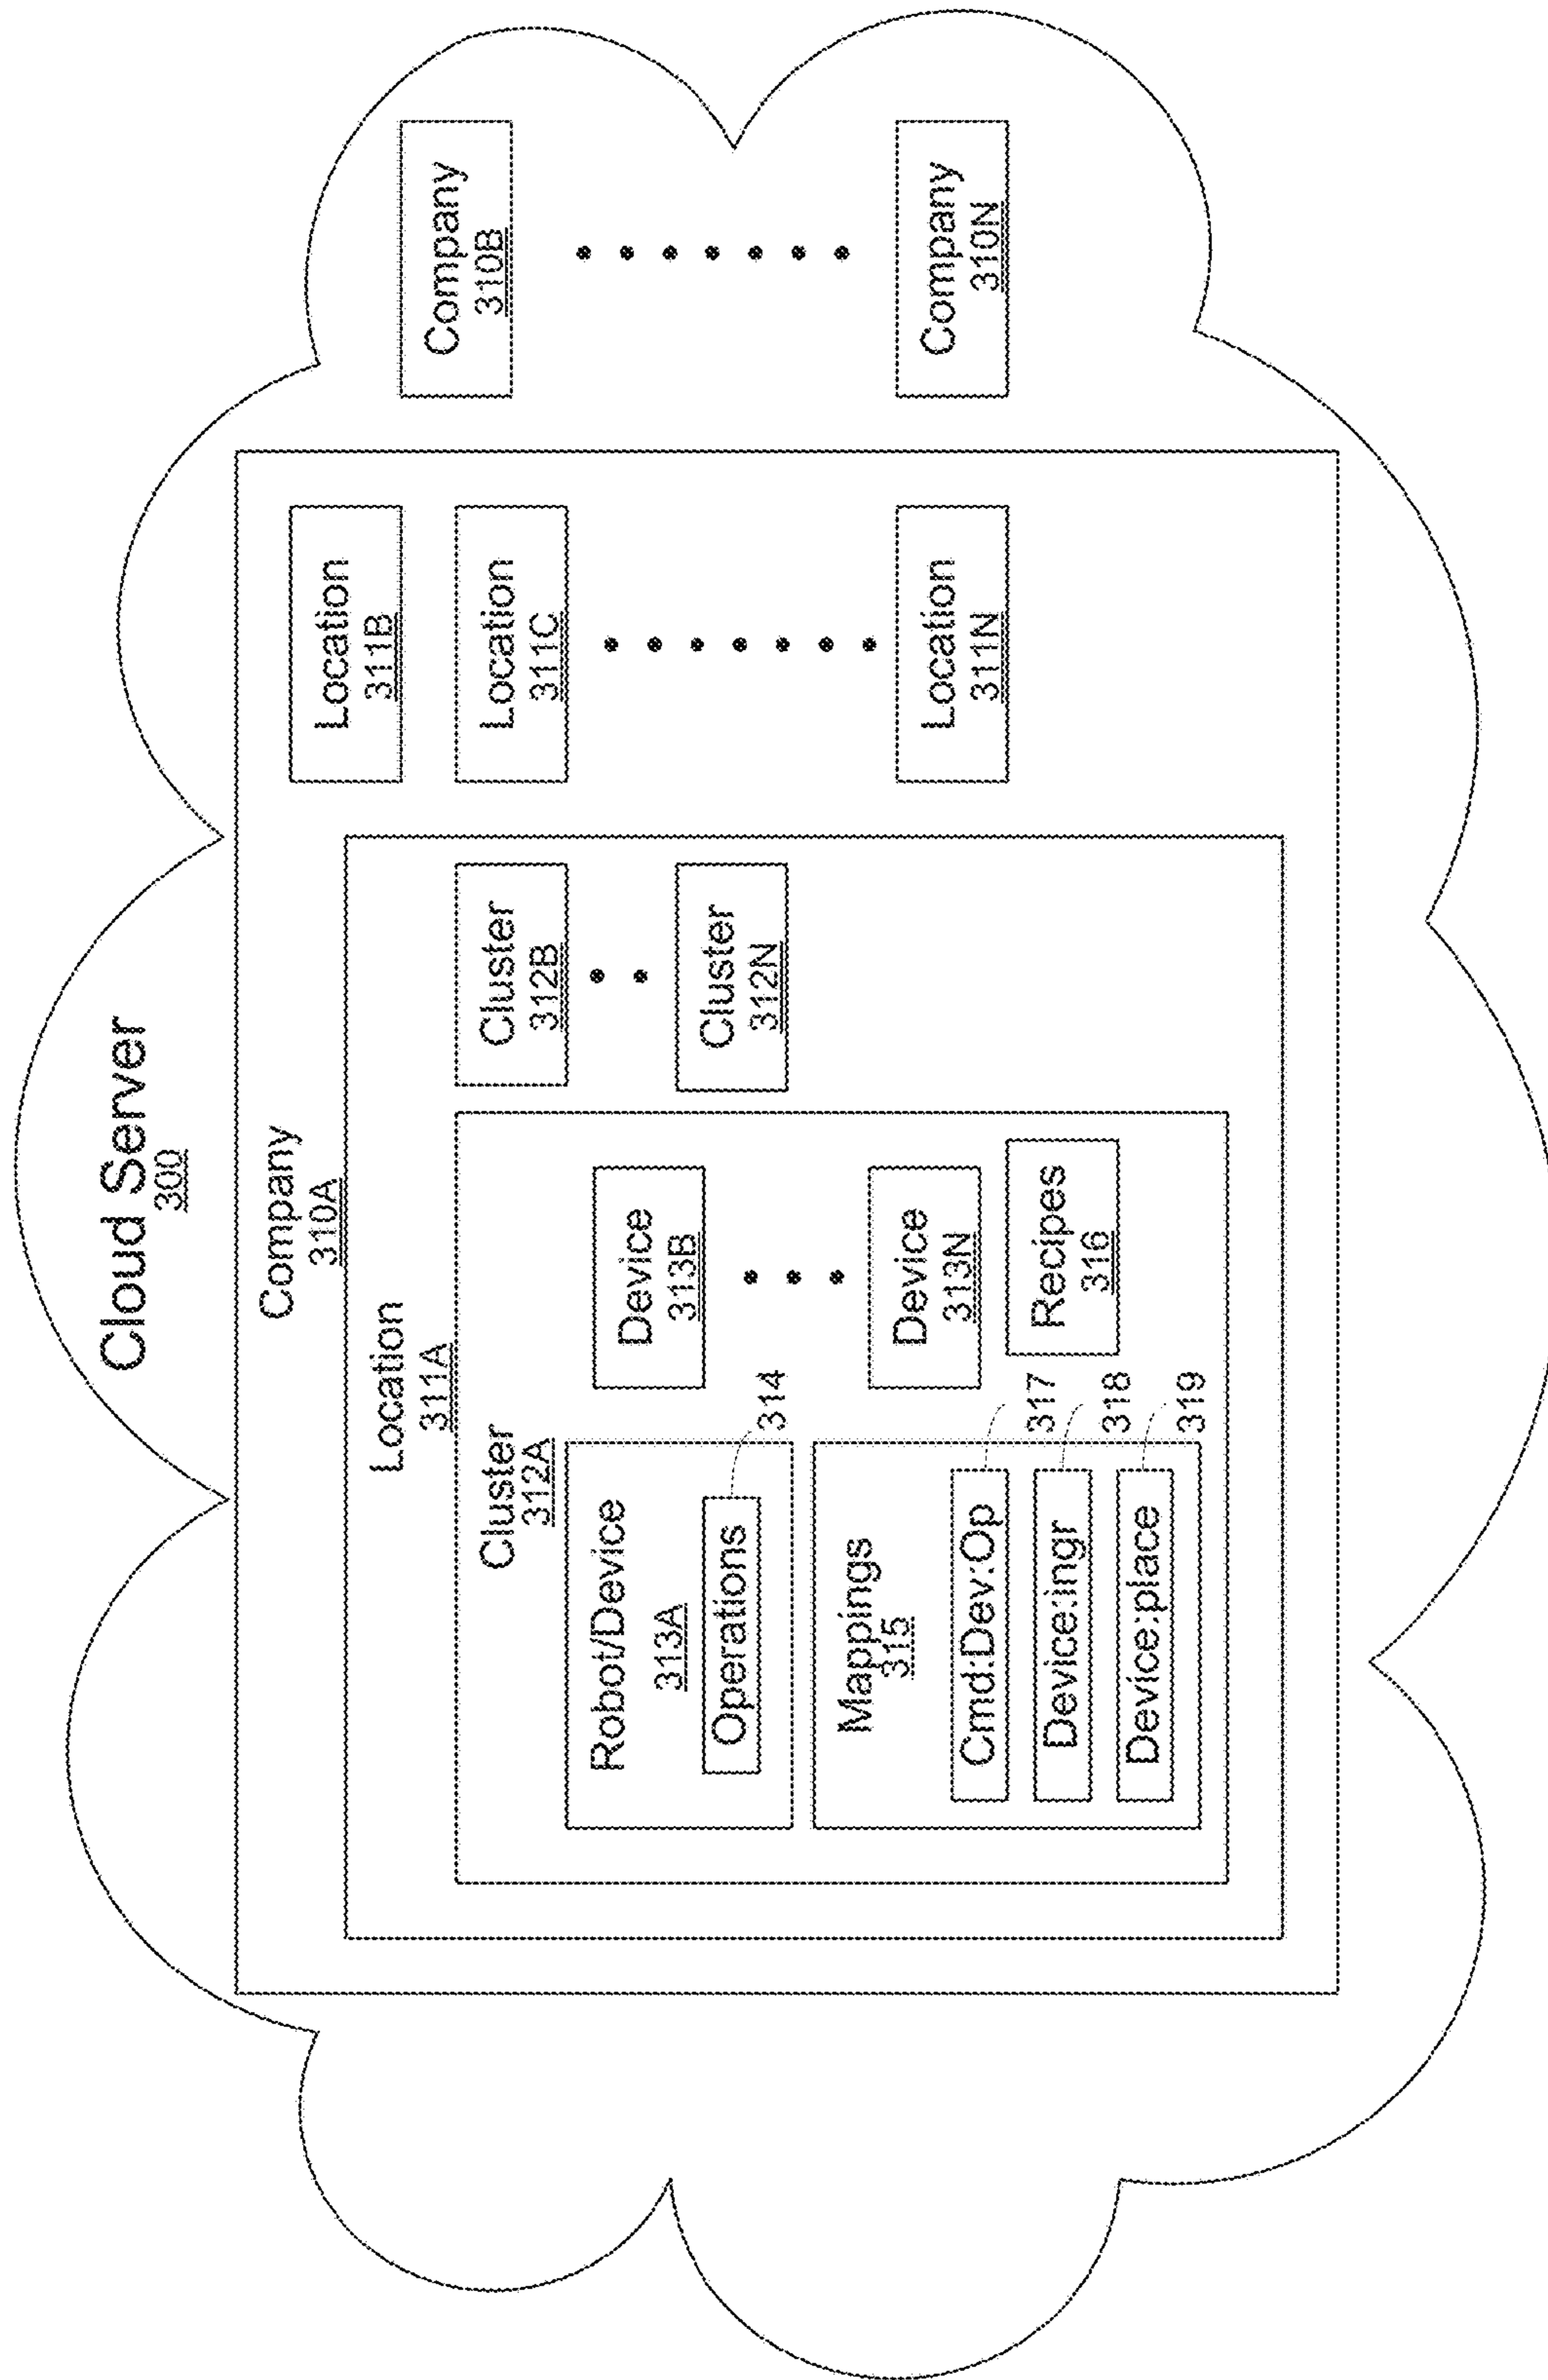 Cloud Server
300
Company
310A
Location
311A
Cluster
312A
Robot/Device
313A
Operations
314
Mappings
315
Cmd:Dev:Op
317
Device:ingr
318
Device:place
319
Device
313B
Device
313N
Recipes
316
Cluster
312B
Cluster
312N
Location
311B
Location
311C
Location
311N
Company
310B
Company
310N